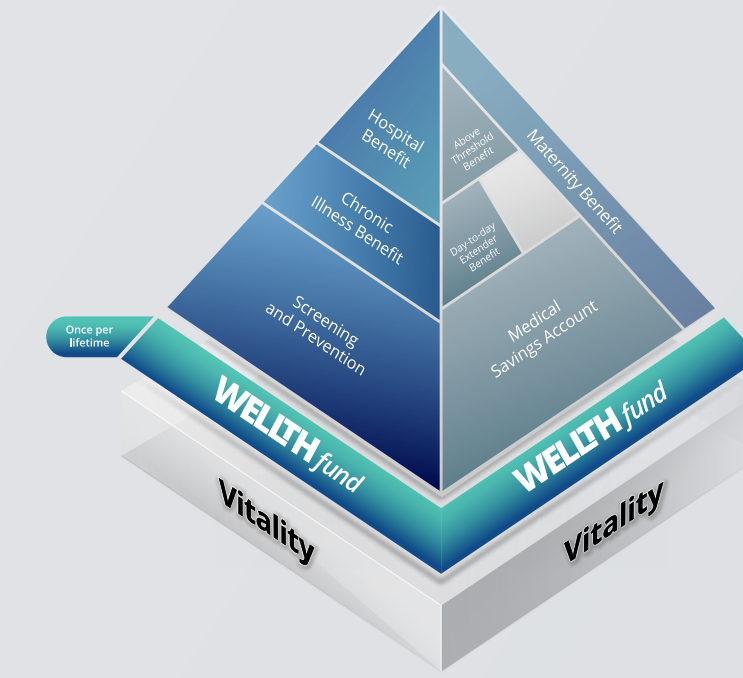 Hospital
Benefit
Above
Threshold
Benefit
Maternity Benefit
Chronic
Illness Benefit
Day-to-day
Extender
Benefit
Screening
and Prevention
Medical
Savings Account
Once per
lifetime
WELLTH fund
WELLTH fund
Vitality
Vitality